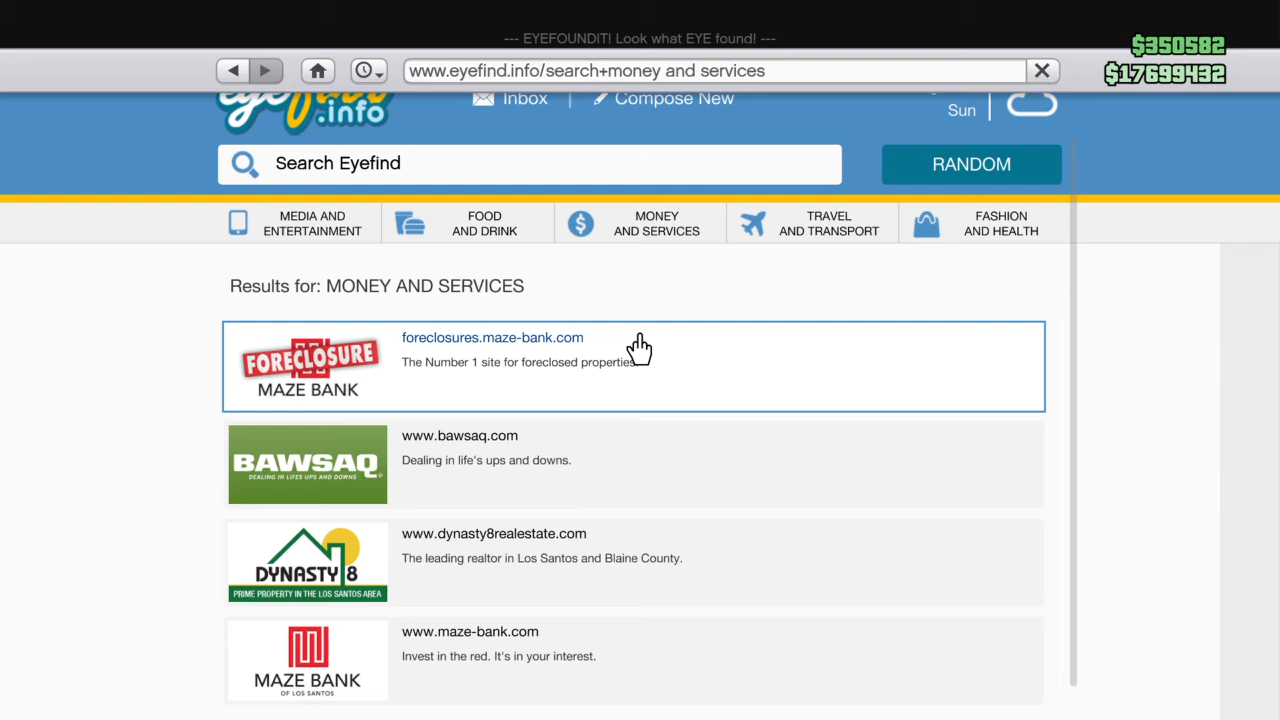 --- EYEFOUNDIT! Look what EYE found! ---
$350582
$17699432
www.eyefind.info/search+money and services
.info
Inbox
Compose New
Sun
Search Eyefind
RANDOM
MEDIA AND ENTERTAINMENT
FOOD AND DRINK
MONEY AND SERVICES
TRAVEL AND TRANSPORT
FASHION AND HEALTH
Results for: MONEY AND SERVICES
FORECLOSURE
MAZE BANK
foreclosures.maze-bank.com
The Number 1 site for foreclosed properties
BAWSAQ
DEALING IN LIFES UPS AND DOWNS
www.bawsaq.com
Dealing in life's ups and downs.
DYNASTY 8
PRIME PROPERTY IN THE LOS SANTOS AREA
www.dynasty8realestate.com
The leading realtor in Los Santos and Blaine County.
MAZE BANK
OF LOS SANTOS
www.maze-bank.com
Invest in the red. It's in your interest.